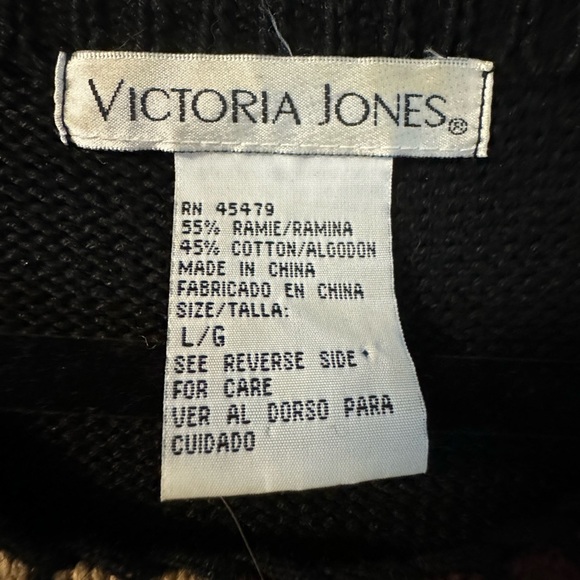 VICTORIA JONES®
RN 45479
55% RAMIE/RAMINA
45% COTTON/ALGODON
MADE IN CHINA
FABRICADO EN CHINA
SIZE/TALLA:
L/G
SEE REVERSE SIDE
FOR CARE
VER AL DORSO PARA
CUIDADO